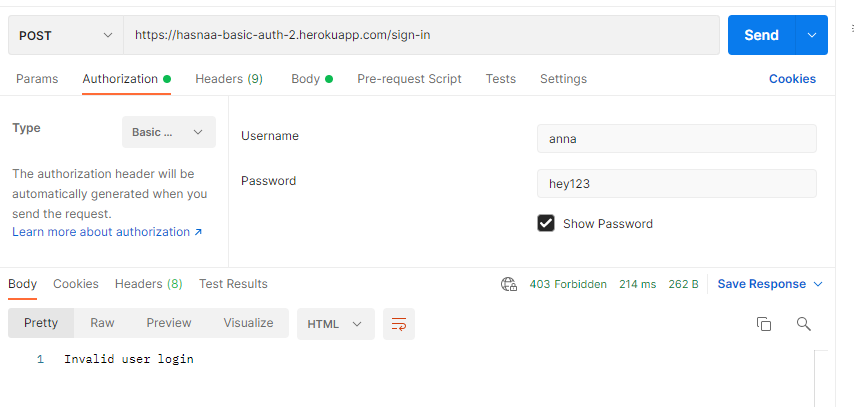 POST https://hasnaa-basic-auth-2.herokuapp.com/sign-in Send
Params Authorization Headers (9) Body Pre-request Script Tests Settings Cookies
Type Basic ...
The authorization header will be
automatically generated when you
send the request.
Learn more about authorization ↗
Username anna
Password hey123
Show Password
Body Cookies Headers (8) Test Results 403 Forbidden 214 ms 262 B Save Response
Pretty Raw Preview Visualize HTML
1 Invalid user login